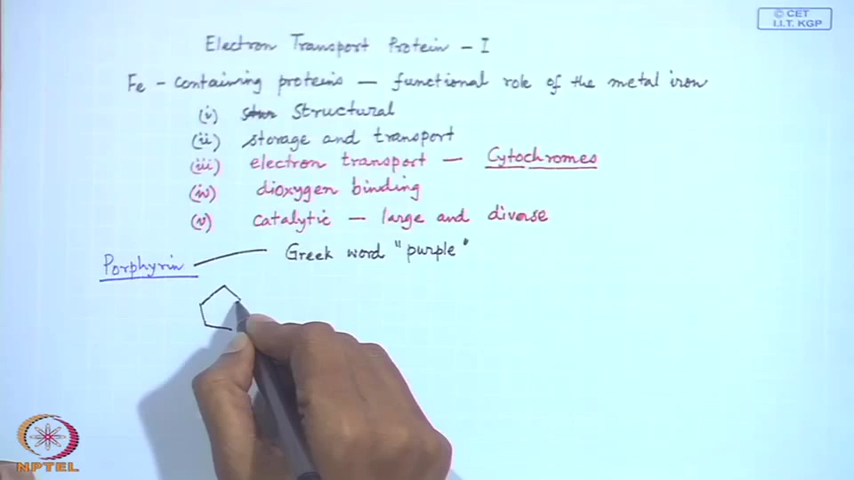 © CET
I.I.T. KGP
Electron Transport Protein - I
Fe - containing proteins — functional role of the metal iron
(i) Structural
(ii) storage and transport
(iii) electron transport — Cytochromes
(iv) dioxygen binding
(v) catalytic — large and diverse
Porphyrin — Greek word "purple"
NPTEL